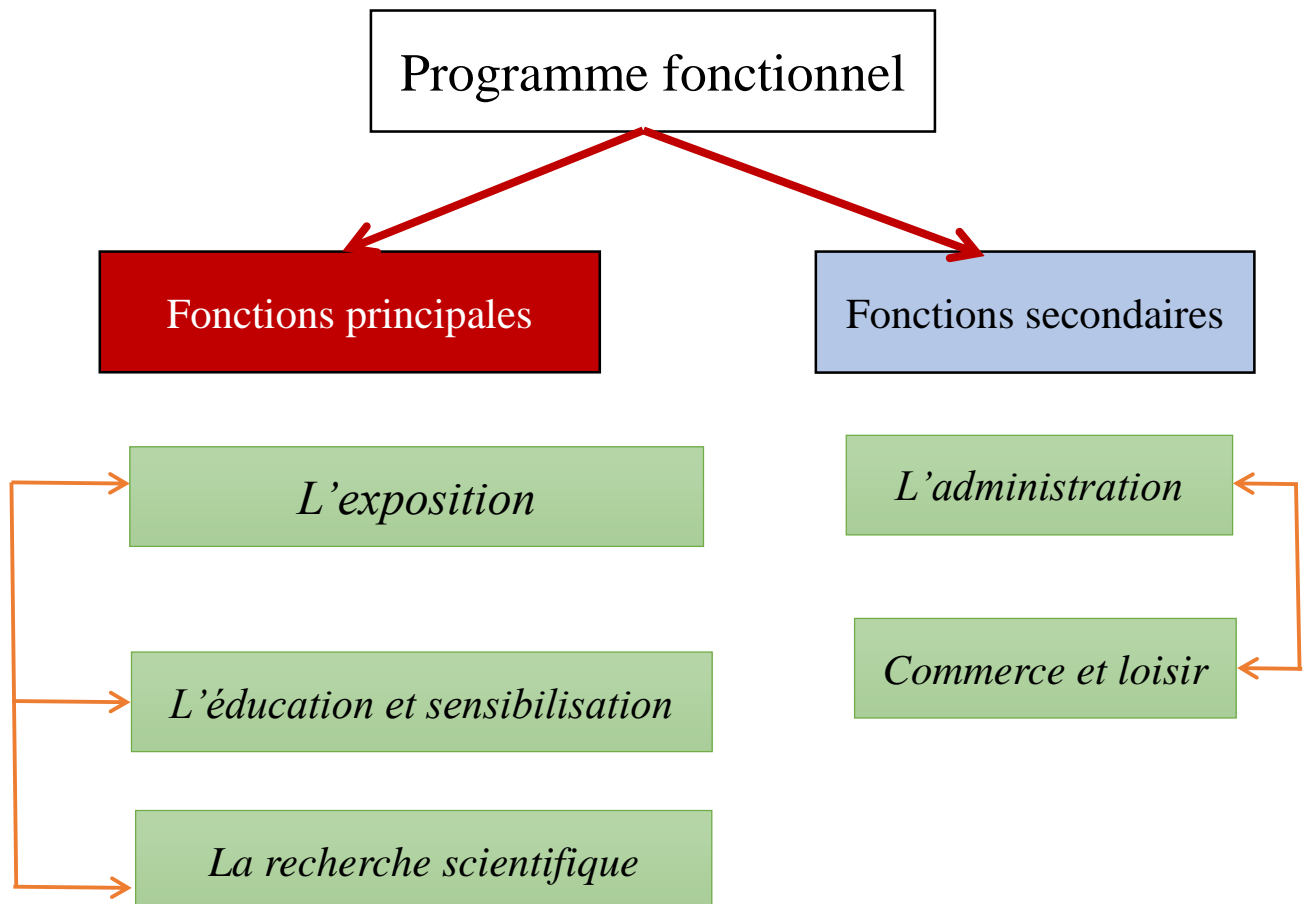 Programme fonctionnel
Fonctions principales
Fonctions secondaires
L’exposition
L’éducation et sensibilisation
La recherche scientifique
L’administration
Commerce et loisir